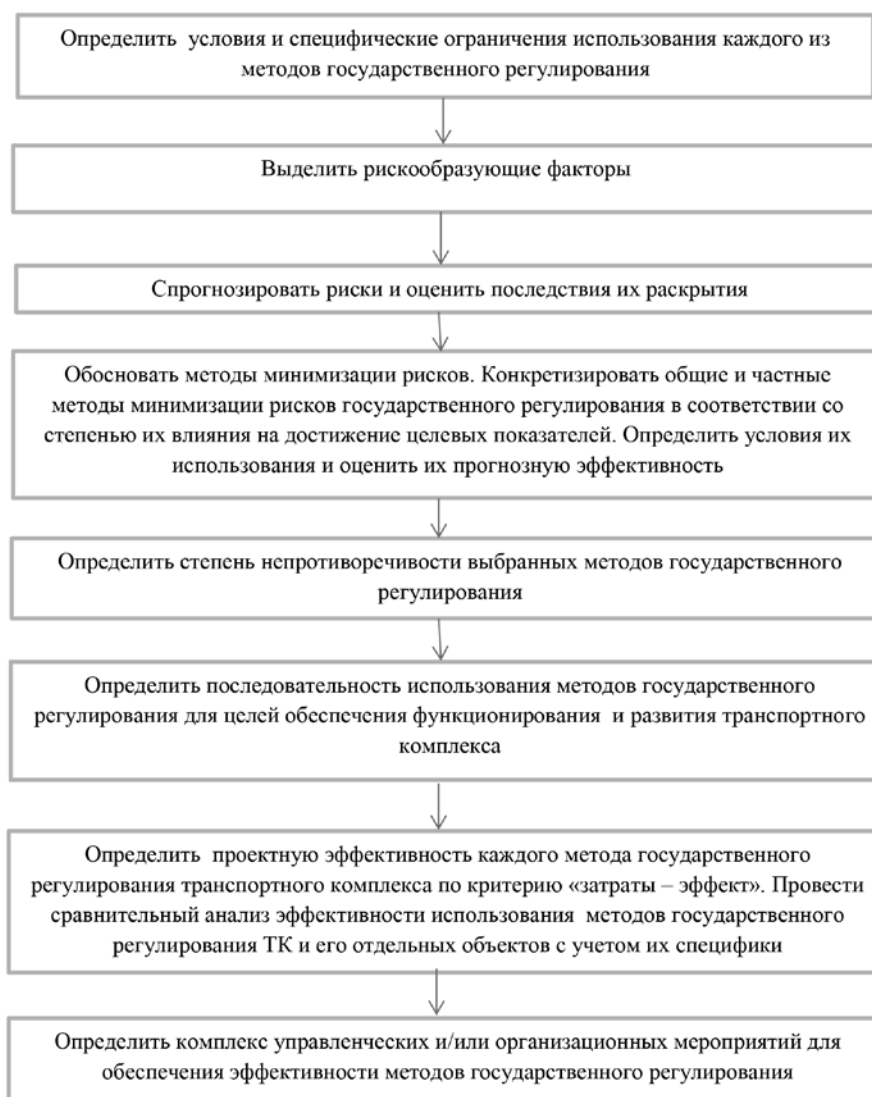 Определить условия и специфические ограничения использования каждого из
методов государственного регулирования
Выделить рискообразующие факторы
Спрогнозировать риски и оценить последствия их раскрытия
Обосновать методы минимизации рисков. Конкретизировать общие и частные
методы минимизации рисков государственного регулирования в соответствии со
степенью их влияния на достижение целевых показателей. Определить условия их
использования и оценить их прогнозную эффективность
Определить степень непротиворечивости выбранных методов государственного
регулирования
Определить последовательность использования методов государственного
регулирования для целей обеспечения функционирования и развития транспортного
комплекса
Определить проектную эффективность каждого метода государственного
регулирования транспортного комплекса по критерию «затраты – эффект». Провести
сравнительный анализ эффективности использования методов государственного
регулирования ТК и его отдельных объектов с учетом их специфики
Определить комплекс управленческих и/или организационных мероприятий для
обеспечения эффективности методов государственного регулирования